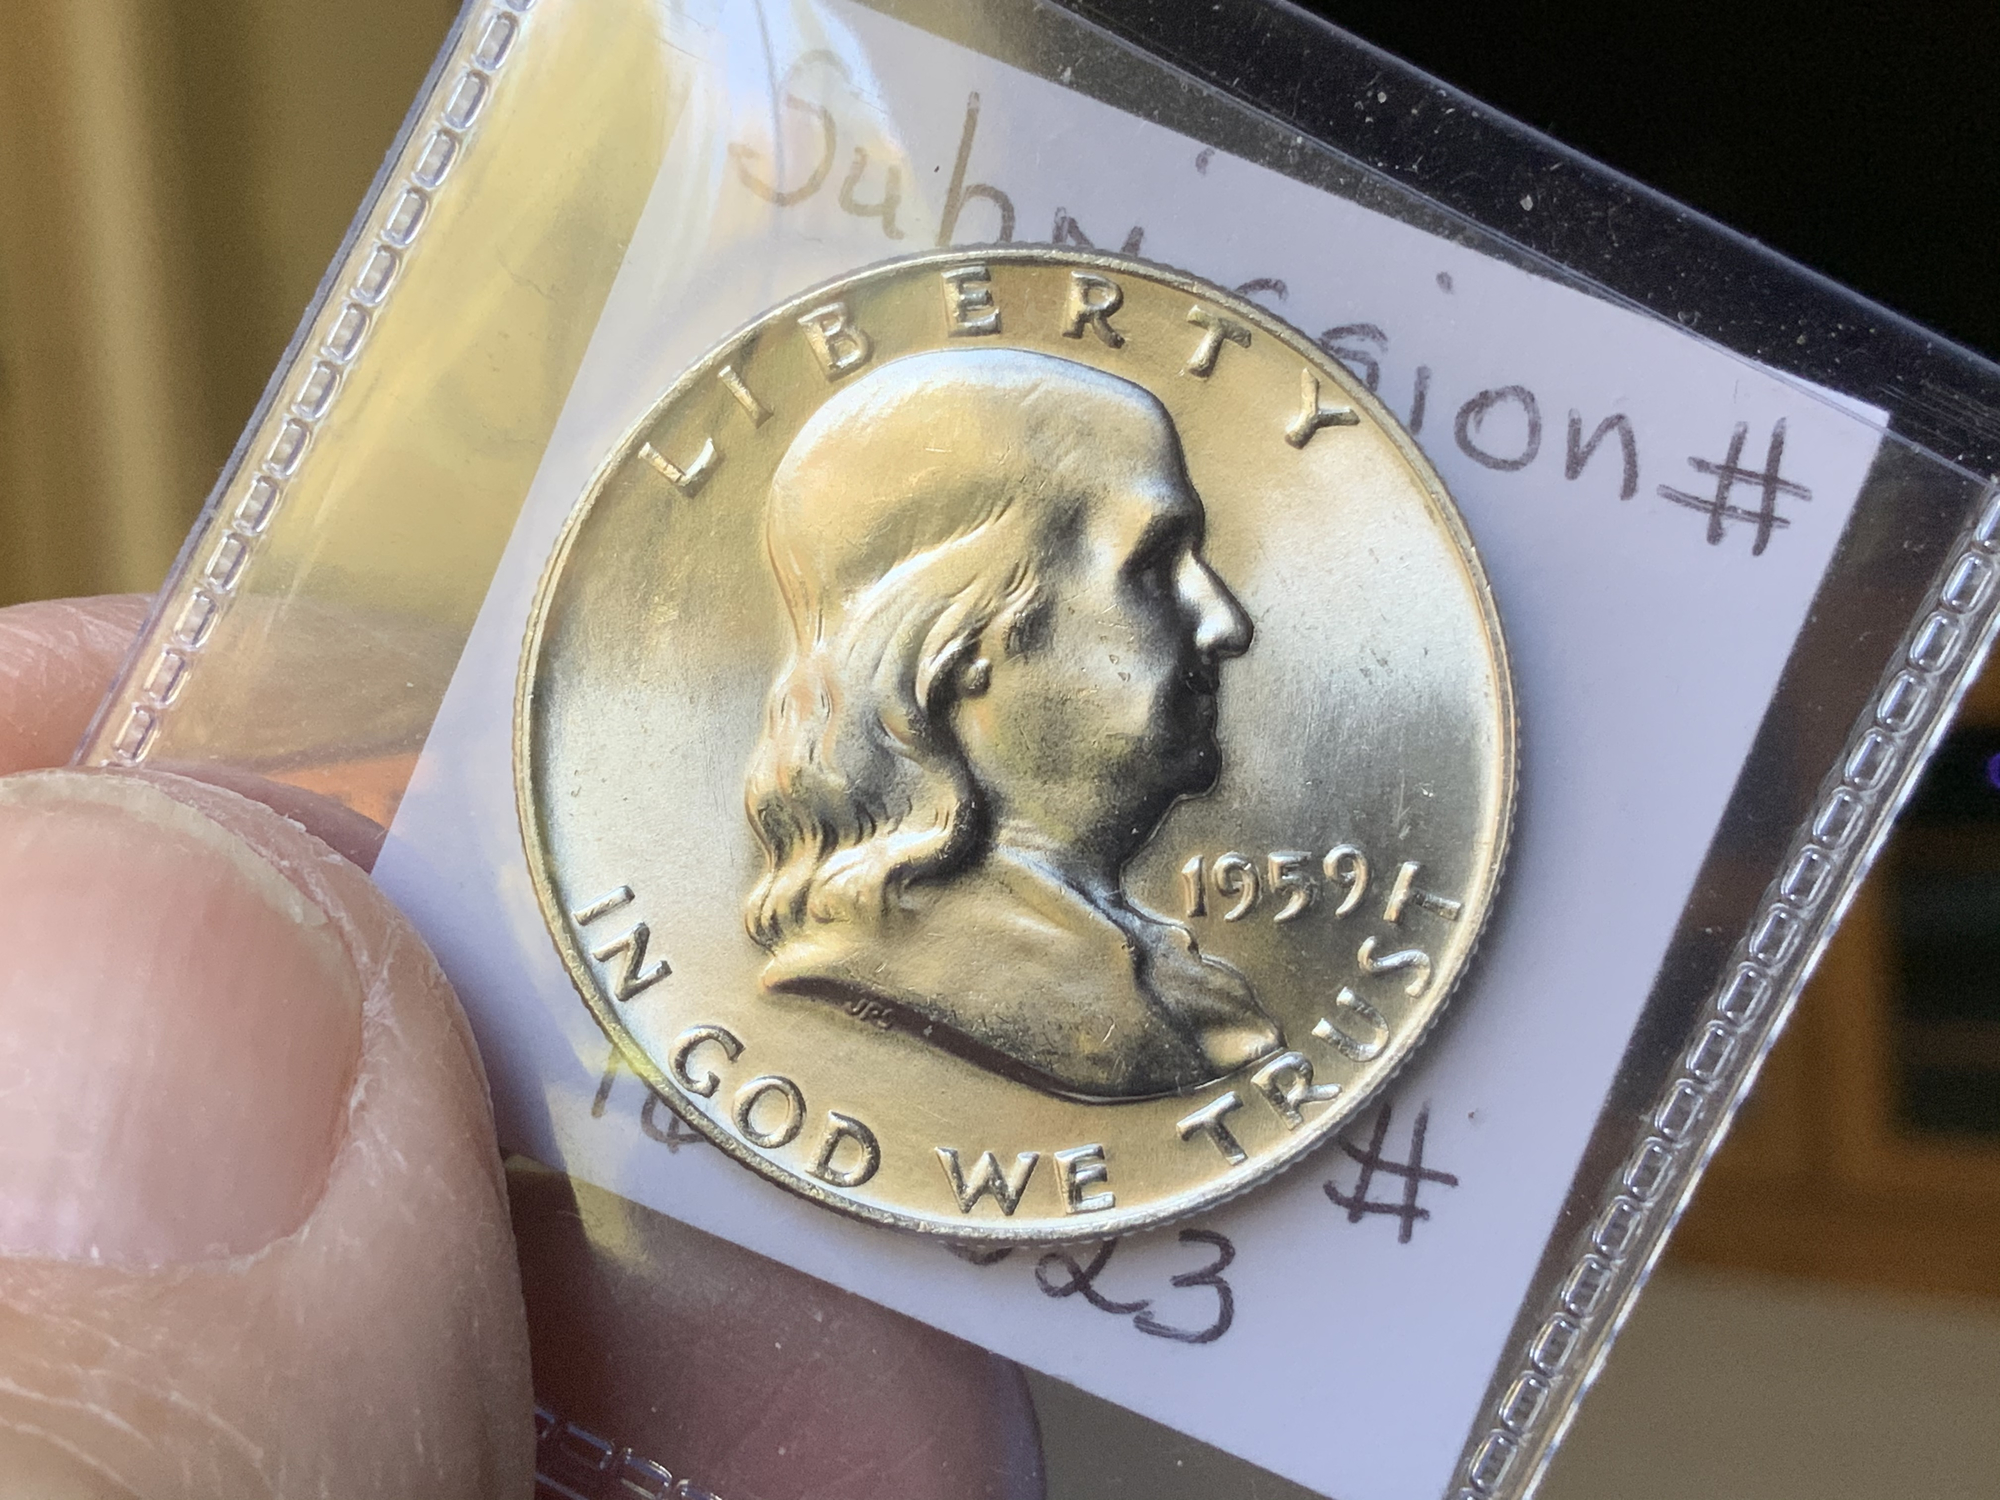 Submission #
LIBERTY
1959
JRS
IN GOD WE TRUST
#
23